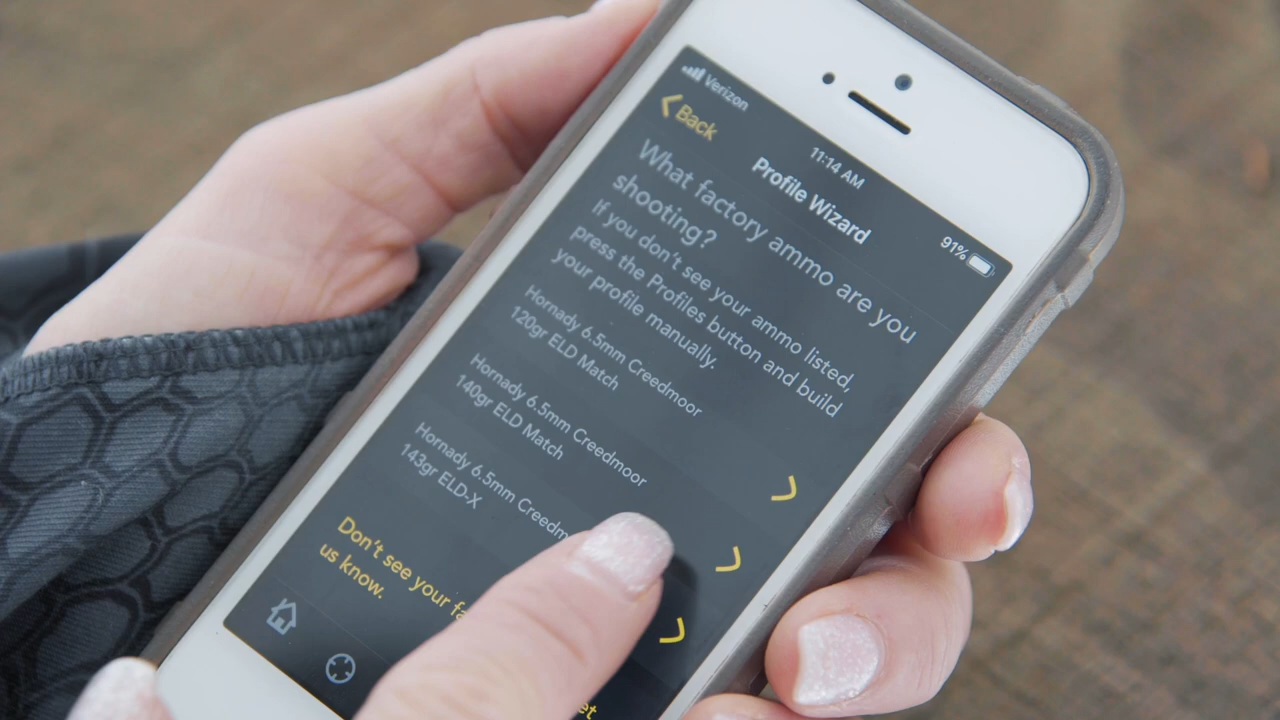 Verizon
11:14 AM
91%
Back
Profile Wizard
What factory ammo are you
shooting?
If you don't see your ammo listed,
press the Profiles button and build
your profile manually.
Hornady 6.5mm Creedmoor
120gr ELD Match
Hornady 6.5mm Creedmoor
140gr ELD Match
Hornady 6.5mm
143gr ELD-X
Don't see your
us know.